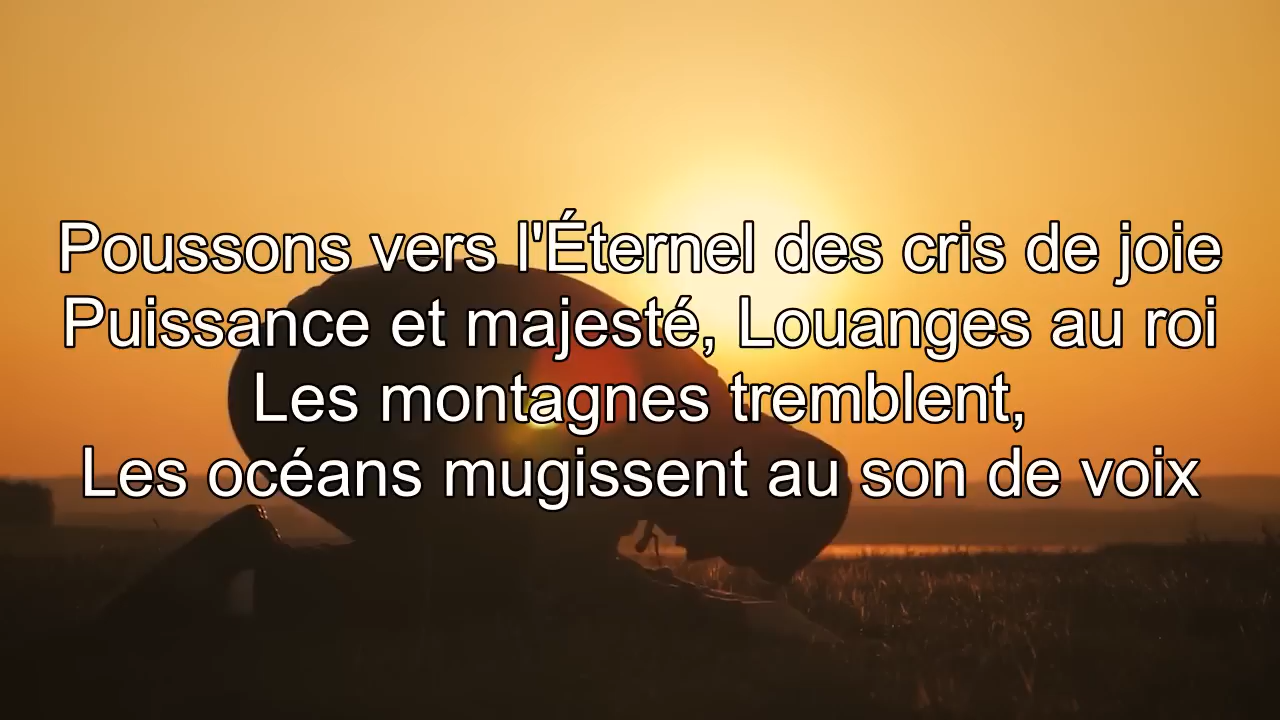 Poussons vers l'Éternel des cris de joie
Puissance et majesté, Louanges au roi
Les montagnes tremblent,
Les océans mugissent au son de voix